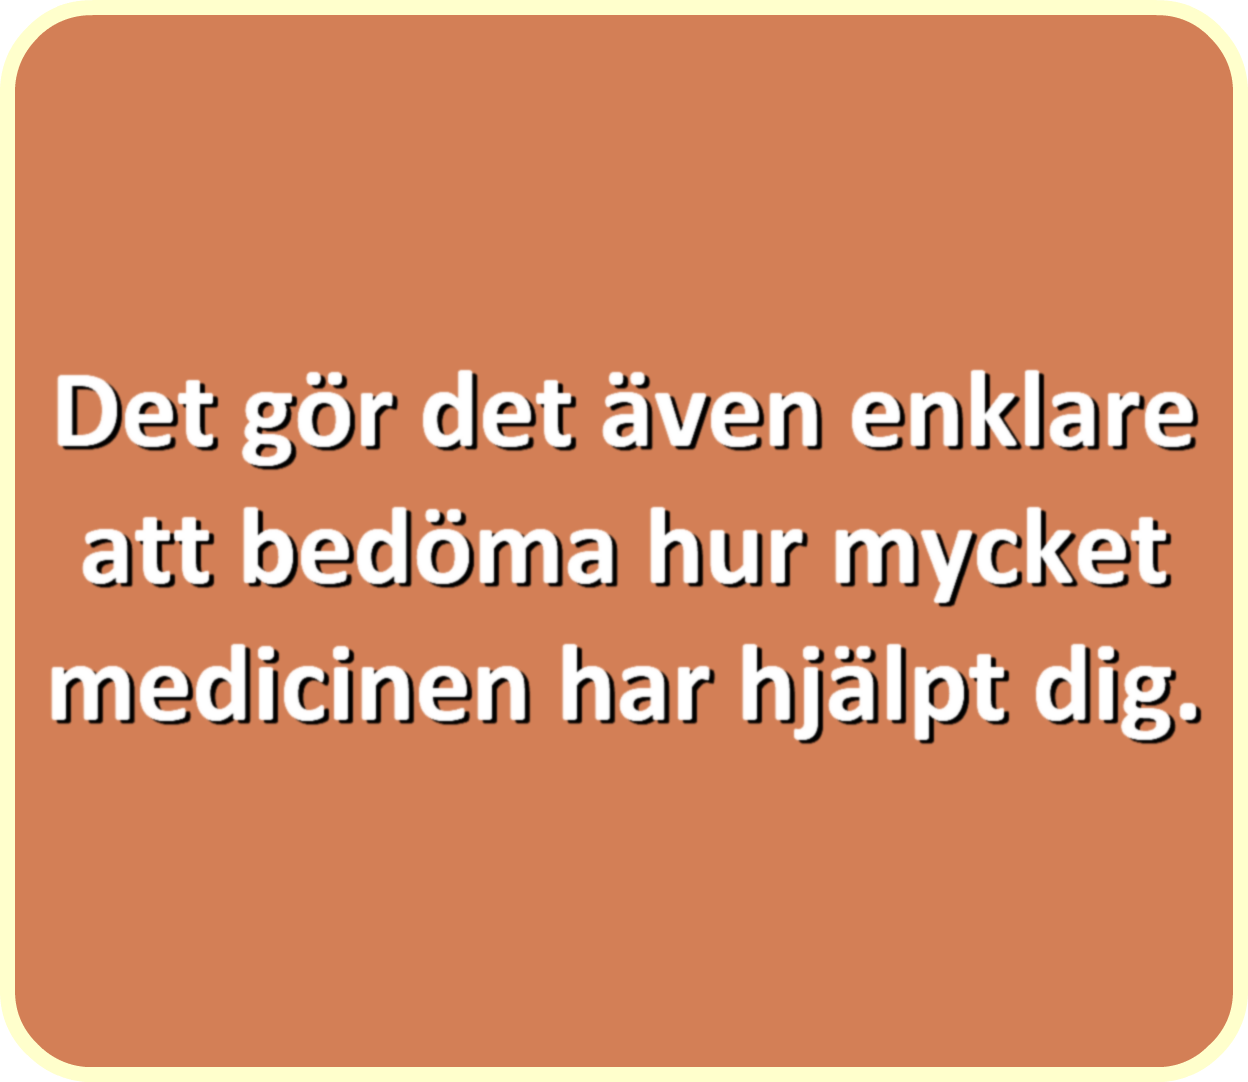 Det gör det även enklare
att bedöma hur mycket
medicinen har hjälpt dig.